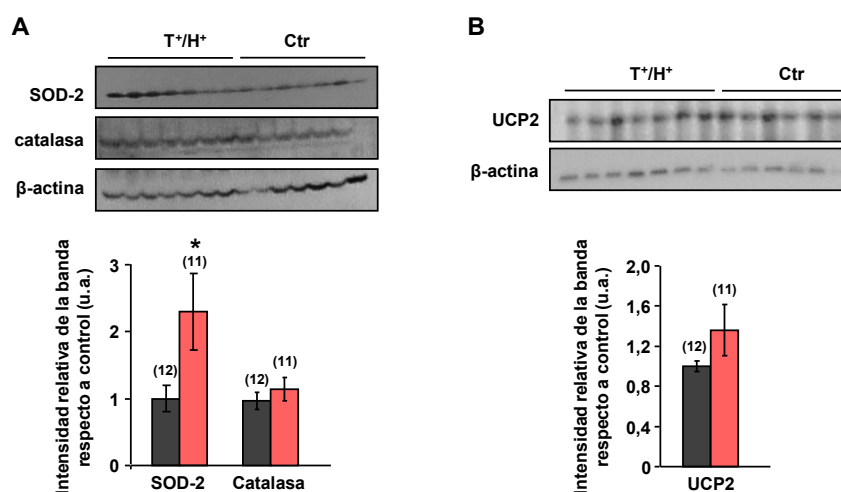 A
T⁺/H⁺ Ctr
SOD-2
catalasa
β-actina
Intensidad relativa de la banda
respecto a control (u.a.)
3
2
1
0
*
(12)
(11)
(12)
(11)
SOD-2 Catalasa
B
T⁺/H⁺ Ctr
UCP2
β-actina
Intensidad relativa de la banda
respecto a control (u.a.)
2,0
1,6
1,2
0,8
0,4
0
(12)
(11)
UCP2